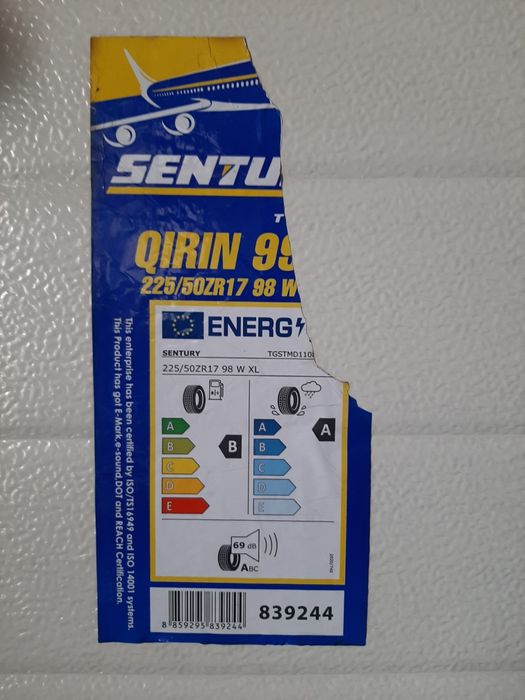 SENTU
QIRIN 99
225/50ZR17 98 W
ENERG
SENTURY TGSTMD110
225/50ZR17 98 W XL
A A A
B B B
C C
D D
E E
69 dB
ABC
2020/740
8 859295 839244
839244
This enterprise has been certified by ISO/TS16949 and ISO 14001 systems.
This Product has got E-Mark,e-sound,DOT and REACH Certification.